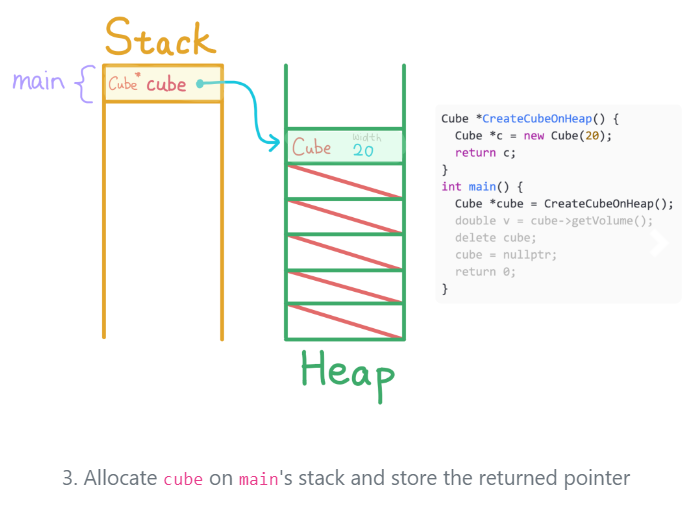 Stack
main { Cube* cube
Cube Width 20
Heap
Cube *CreateCubeOnHeap() {
  Cube *c = new Cube(20);
  return c;
}
int main() {
  Cube *cube = CreateCubeOnHeap();
  double v = cube->getVolume();
  delete cube;
  cube = nullptr;
  return 0;
}
3. Allocate cube on main's stack and store the returned pointer